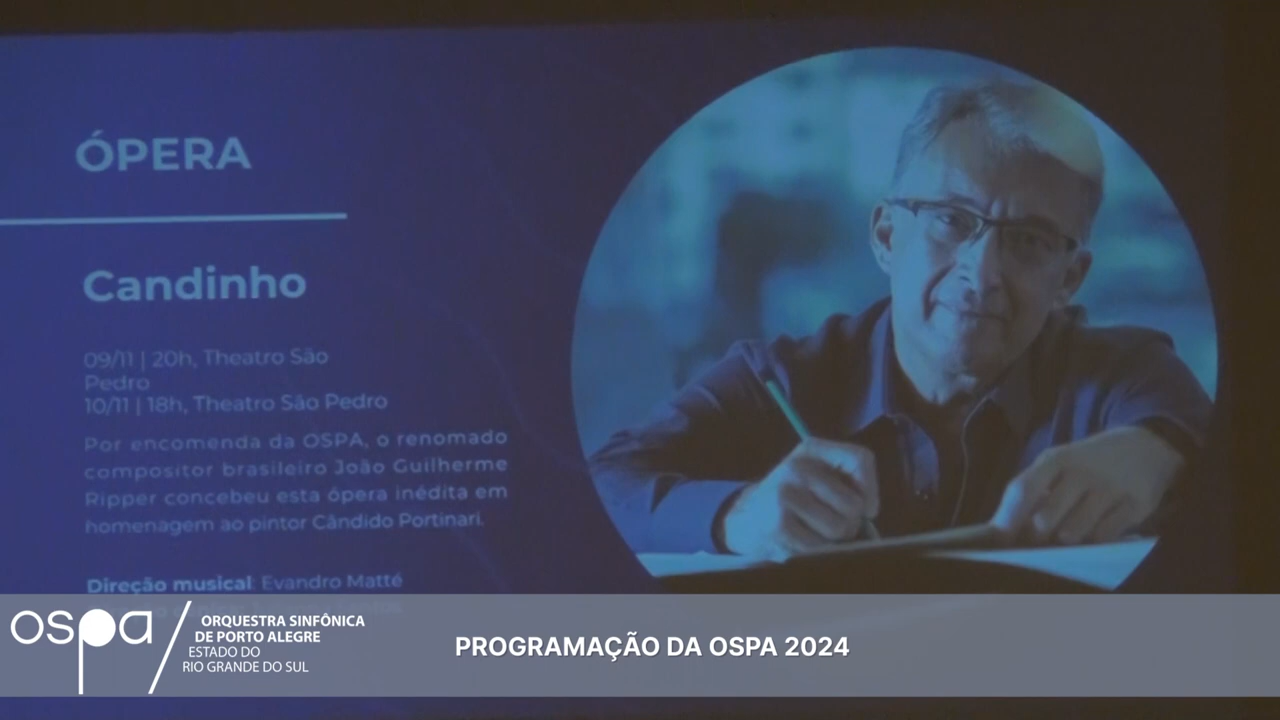 ÓPERA
Candinho
09/11 | 20h, Theatro São
Pedro
10/11 | 18h, Theatro São Pedro
Por encomenda da OSPA, o renomado
compositor brasileiro João Guilherme
Ripper concebeu esta ópera inédita em
homenagem ao pintor Cândido Portinari.
Direção musical: Evandro Matté
ospa
ORQUESTRA SINFÔNICA
DE PORTO ALEGRE
ESTADO DO
RIO GRANDE DO SUL
PROGRAMAÇÃO DA OSPA 2024